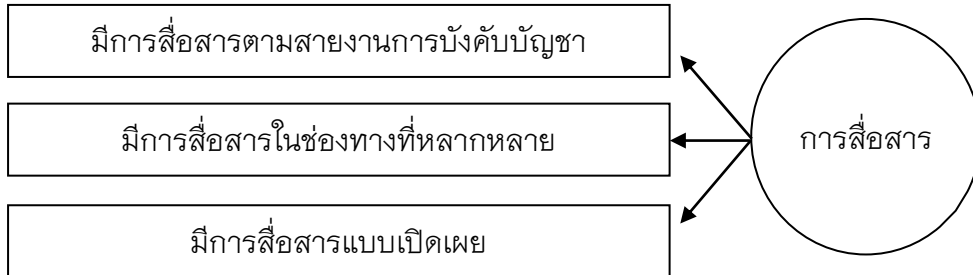 มีการสื่อสารตามสายงานการบังคับบัญชา
มีการสื่อสารในช่องทางที่หลากหลาย
การสื่อสาร
มีการสื่อสารแบบเปิดเผย